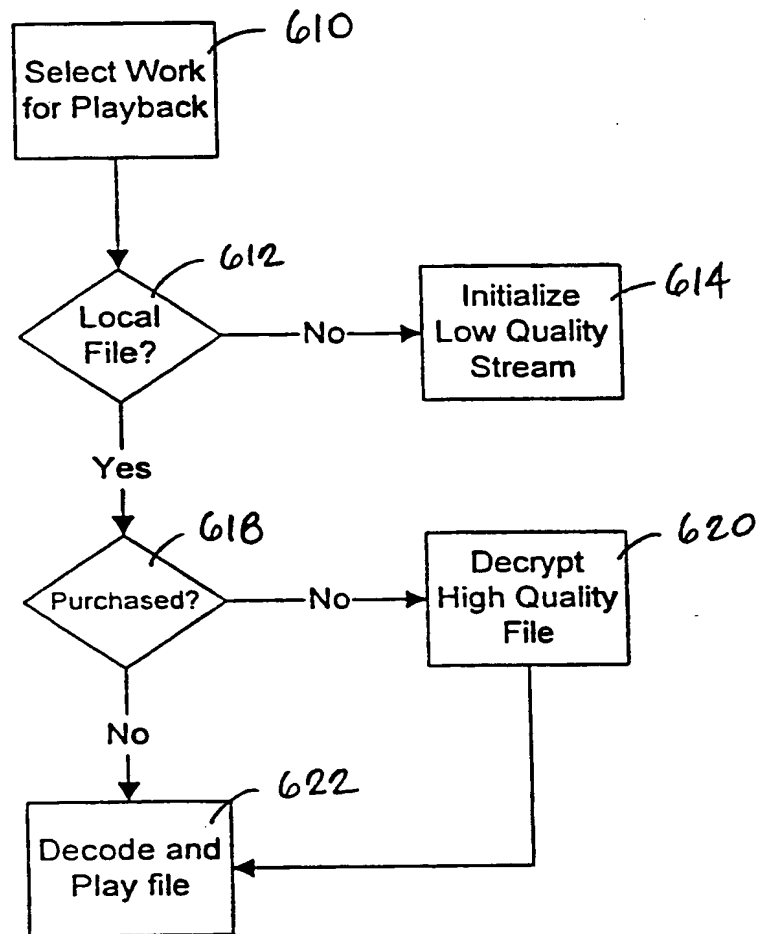 610
Select Work
for Playback
612
Local
File?
No
614
Initialize
Low Quality
Stream
Yes
618
Purchased?
No
620
Decrypt
High Quality
File
No
622
Decode and
Play file